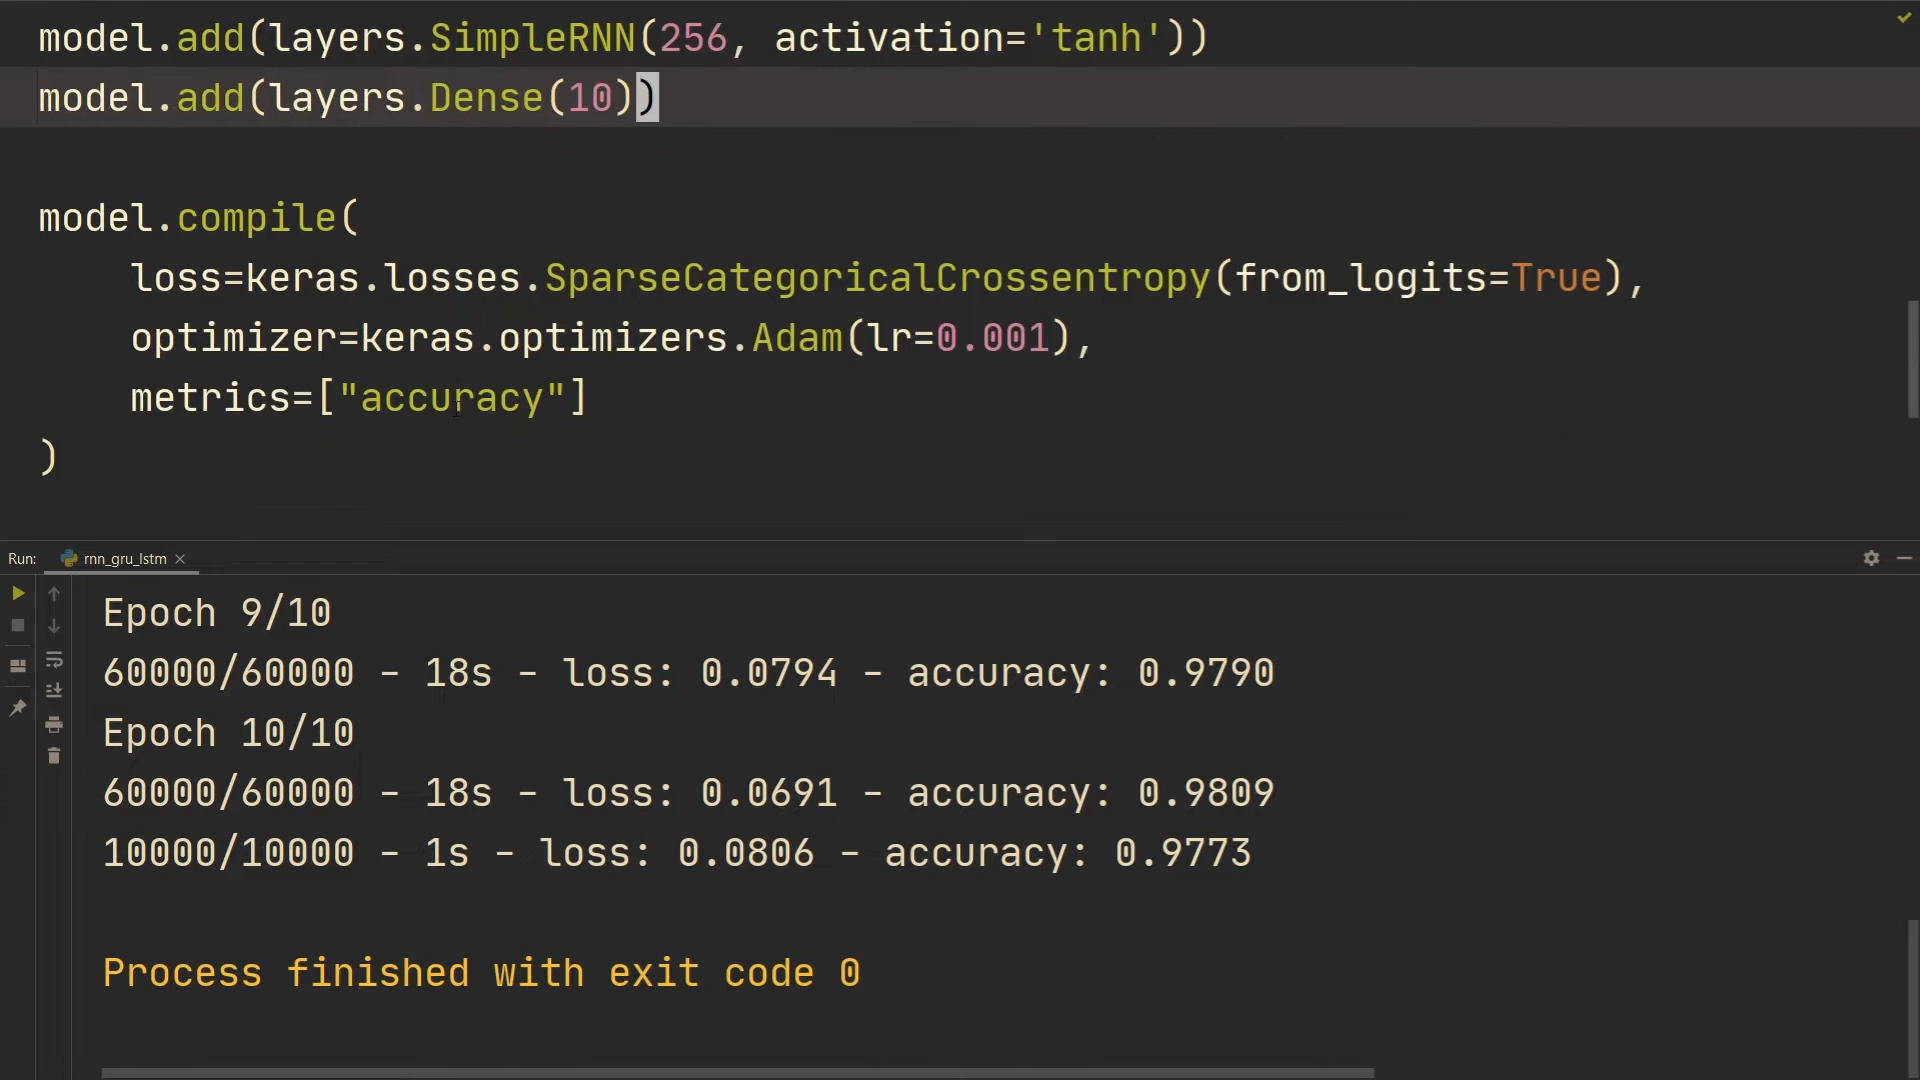 model.add(layers.SimpleRNN(256, activation='tanh'))
model.add(layers.Dense(10))
model.compile(
    loss=keras.losses.SparseCategoricalCrossentropy(from_logits=True),
    optimizer=keras.optimizers.Adam(lr=0.001),
    metrics=["accuracy"]
)
Run: rnn_gru_lstm
Epoch 9/10
60000/60000 - 18s - loss: 0.0794 - accuracy: 0.9790
Epoch 10/10
60000/60000 - 18s - loss: 0.0691 - accuracy: 0.9809
10000/10000 - 1s - loss: 0.0806 - accuracy: 0.9773
Process finished with exit code 0